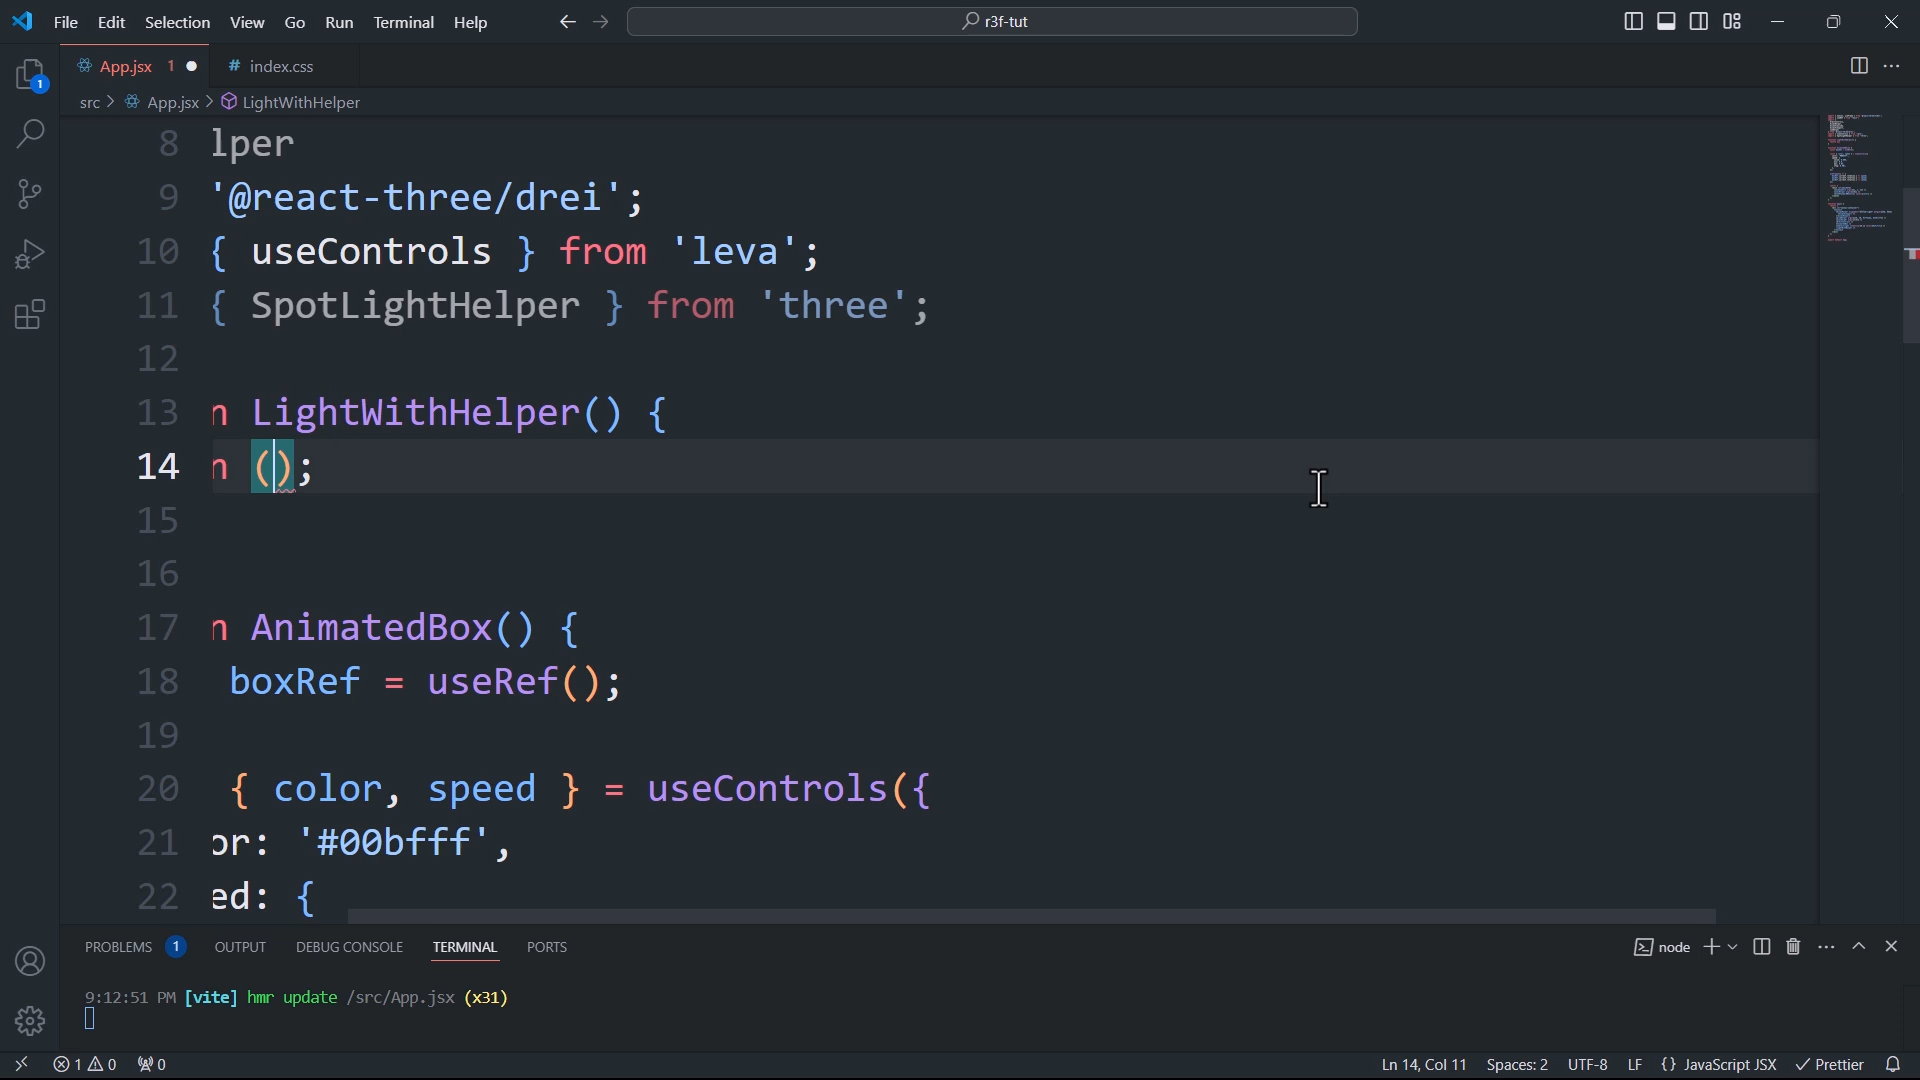 File Edit Selection View Go Run Terminal Help
r3f-tut
App.jsx 1
# index.css
src > App.jsx > LightWithHelper
1
8 lper
9 '@react-three/drei';
10 { useControls } from 'leva';
11 { SpotLightHelper } from 'three';
12
13 n LightWithHelper() {
14 n ();
15
16
17 n AnimatedBox() {
18 boxRef = useRef();
19
20 { color, speed } = useControls({
21 or: '#00bfff',
22 ed: {
PROBLEMS 1 OUTPUT DEBUG CONSOLE TERMINAL PORTS
node
9:12:51 PM [vite] hmr update /src/App.jsx (x31)
1 0 0
Ln 14, Col 11 Spaces: 2 UTF-8 LF {} JavaScript JSX Prettier